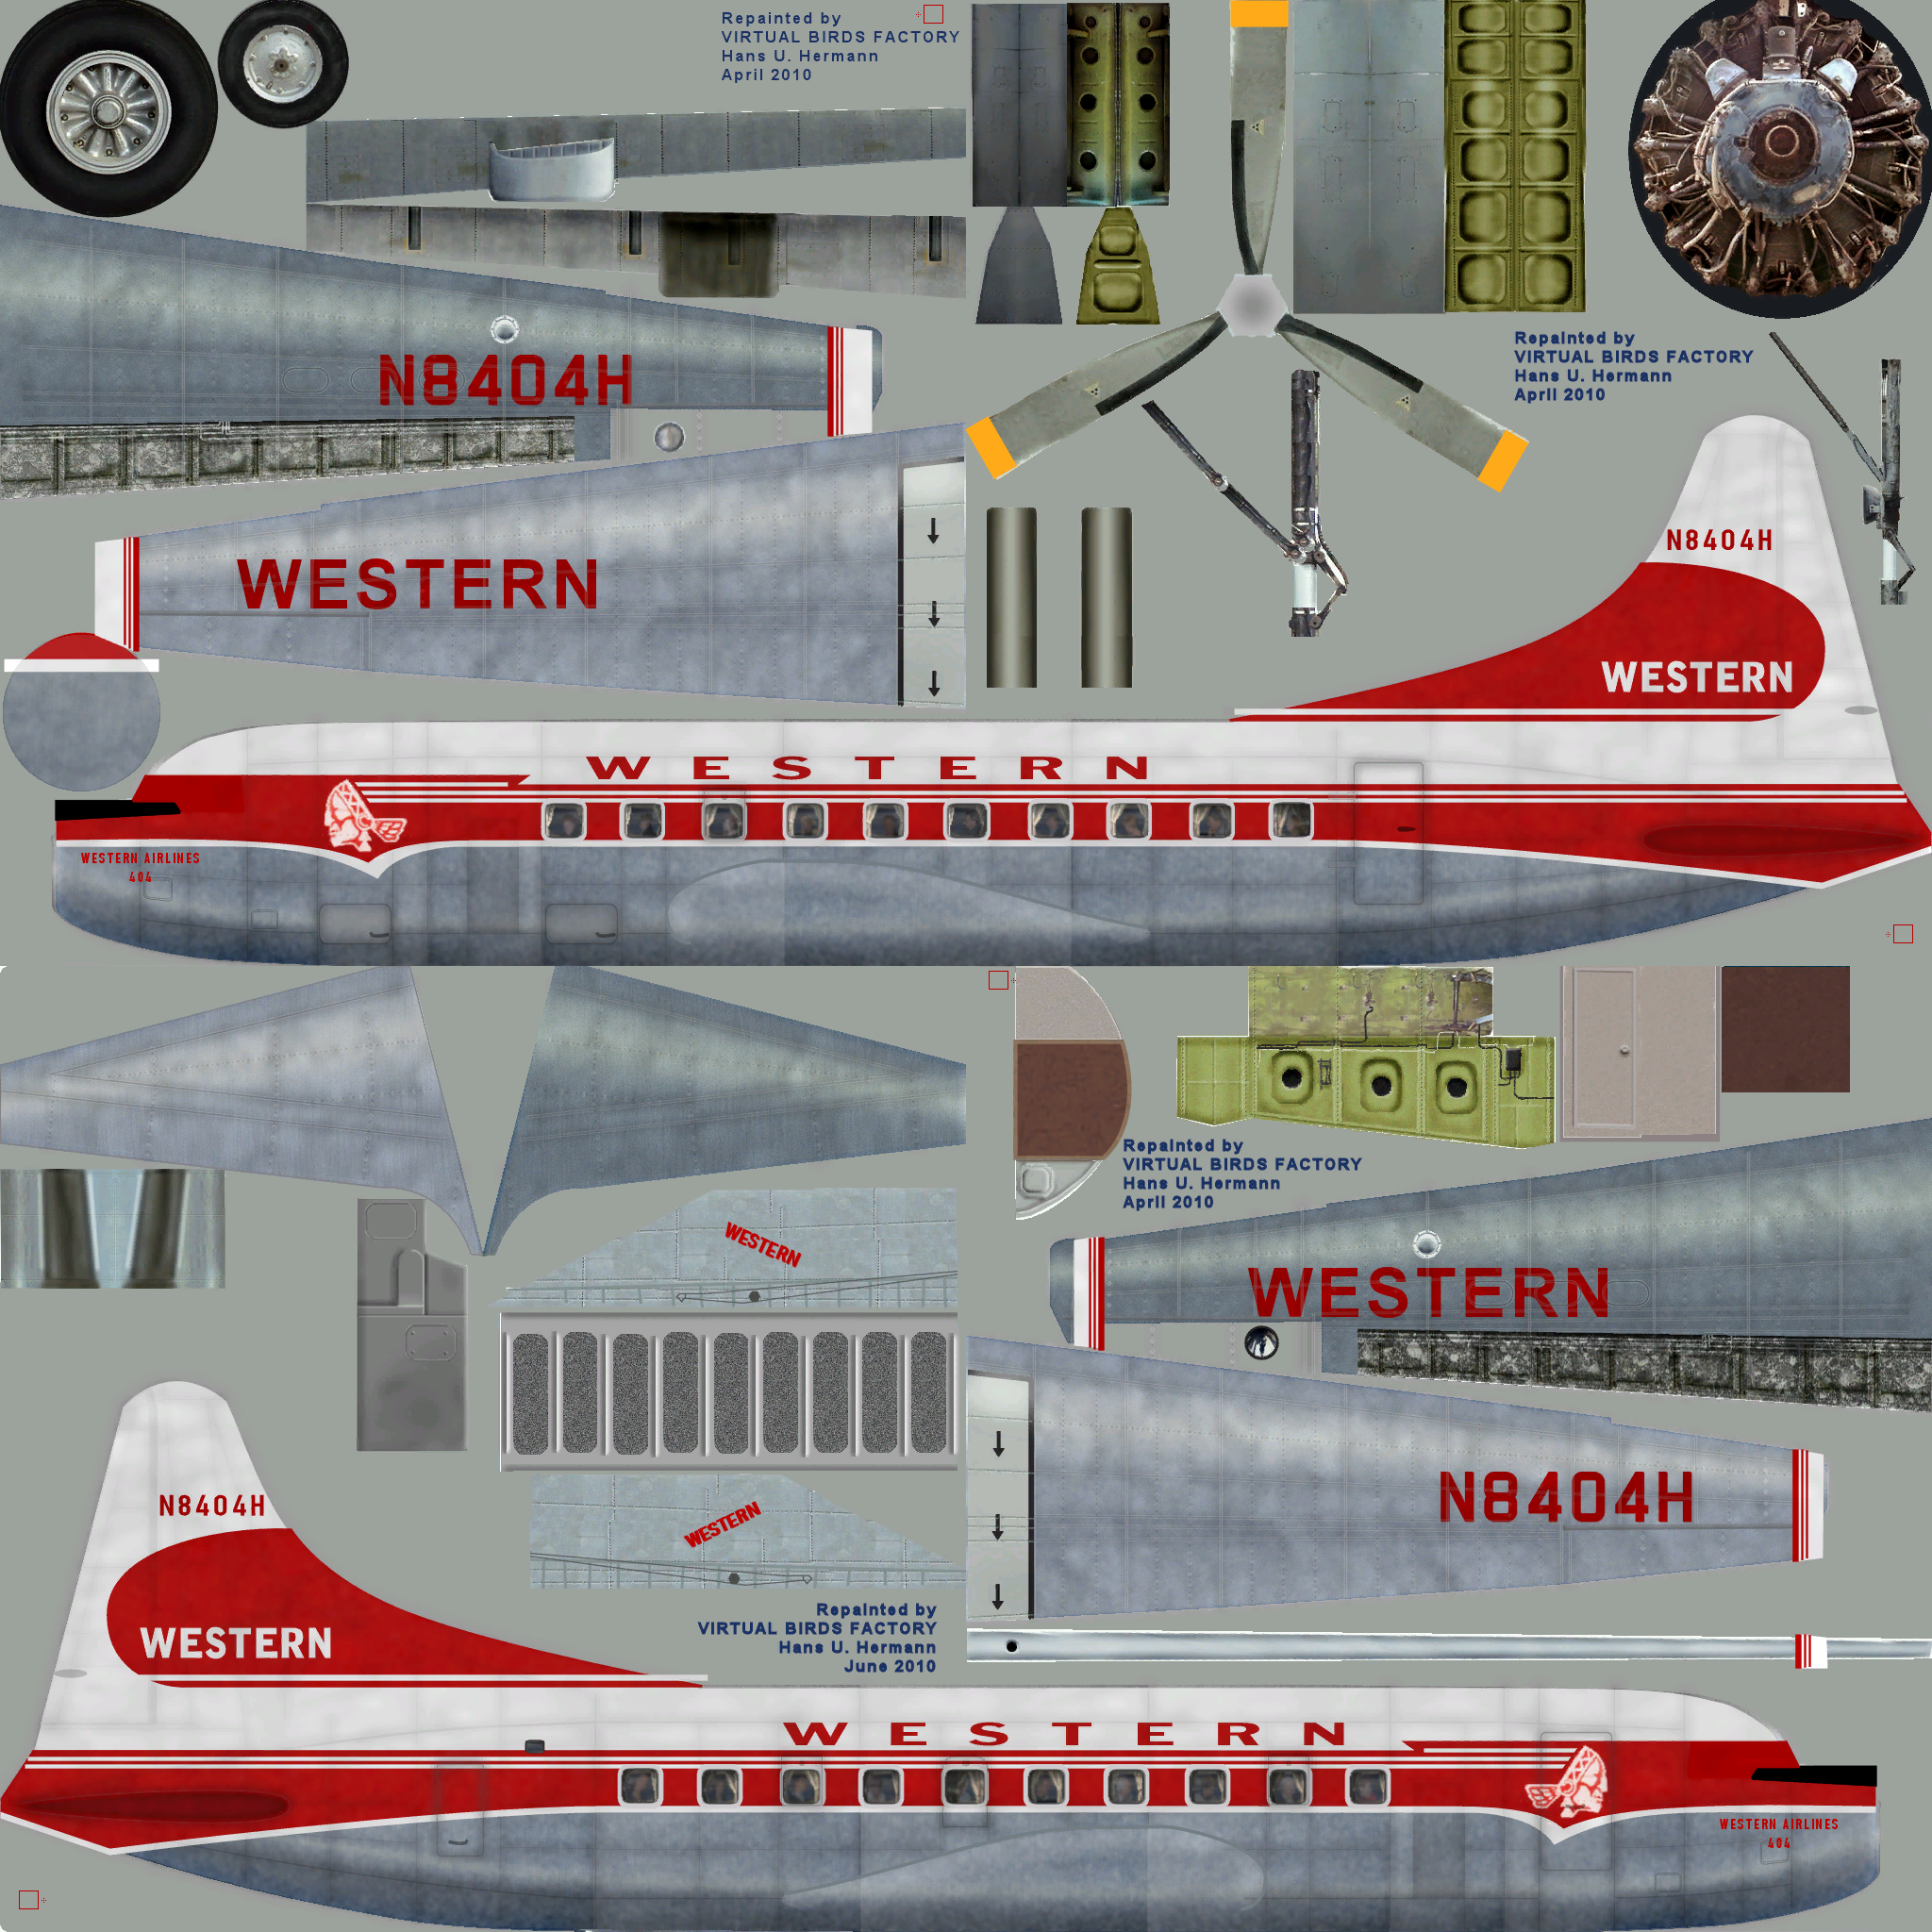 Repainted by
VIRTUAL BIRDS FACTORY
Hans U. Hermann
April 2010
Repainted by
VIRTUAL BIRDS FACTORY
Hans U. Hermann
April 2010
N8404H
WESTERN
N8404H
WESTERN
WESTERN
WESTERN AIRLINES
404
Repainted by
VIRTUAL BIRDS FACTORY
Hans U. Hermann
April 2010
WESTERN
WESTERN
N8404H
WESTERN
N8404H
WESTERN
Repainted by
VIRTUAL BIRDS FACTORY
Hans U. Hermann
June 2010
WESTERN
WESTERN AIRLINES
404